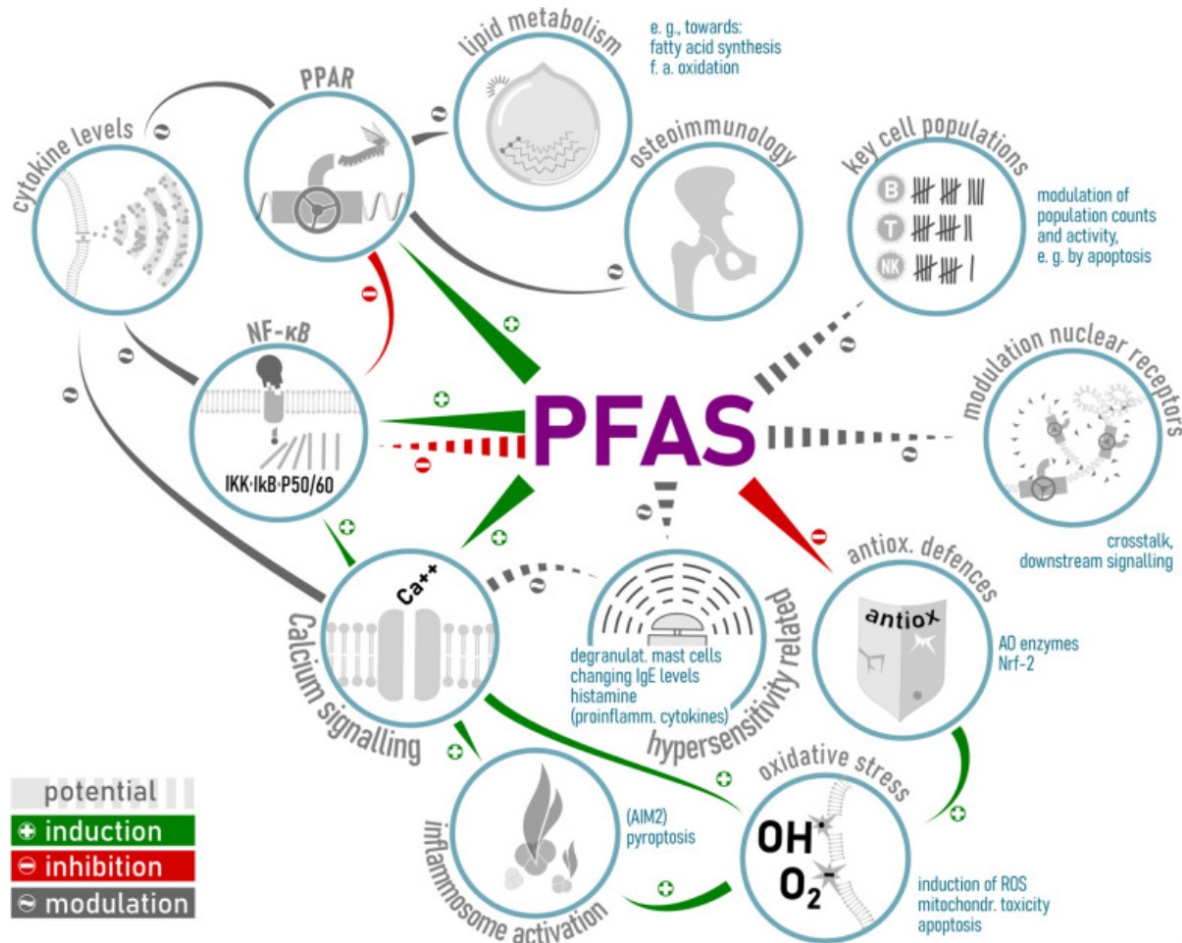 lipid metabolism
e. g., towards:
fatty acid synthesis
f. a. oxidation
PPAR
cytokine levels
osteoimmunology
key cell populations
B
T
NK
modulation of
population counts
and activity,
e. g. by apoptosis
NF-κB
IKK·IkB·P50/60
PFAS
modulation nuclear receptors
crosstalk,
downstream signalling
Ca++
Calcium signalling
degranulat. mast cells
changing IgE levels
histamine
(proinflamm. cytokines)
hypersensitivity related
antiox. defences
antiox
AO enzymes
Nrf-2
oxidative stress
OH•
O₂⁻
induction of ROS
mitochondr. toxicity
apoptosis
(AIM2)
pyroptosis
inflammosome activation
potential
induction
inhibition
modulation